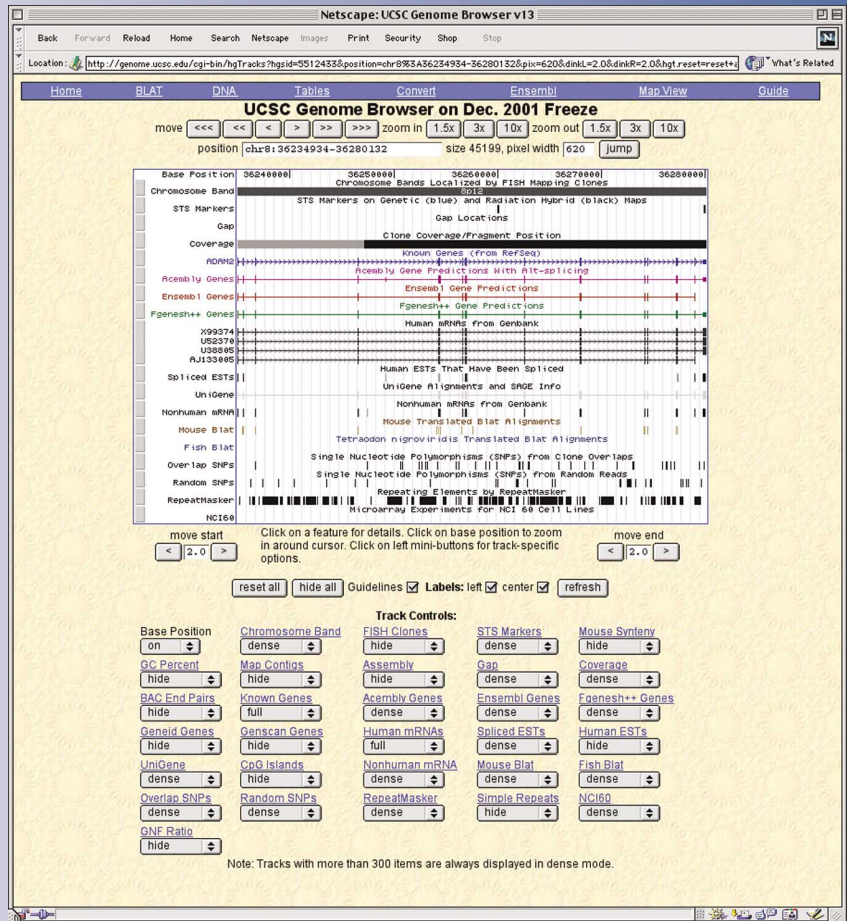 Netscape: UCSC Genome Browser v13
Back Forward Reload Home Search Netscape Images Print Security Shop Stop
Location: http://genome.ucsc.edu/cgi-bin/hgTracks?hgsid=5512433&position=chr8%3A36234934-36280132&pix=620&dinkL=2.0&dinkR=2.0&hgt.reset=reset+a What's Related
Home BLAT DNA Tables Convert Ensembl Map View Guide
UCSC Genome Browser on Dec. 2001 Freeze
move <<< << < > >> >>> zoom in 1.5x 3x 10x zoom out 1.5x 3x 10x
position chr8:36234934-36280132 size 45199, pixel width 620 jump
Base Position 36240000| 36250000| 36260000| 36270000| 36280000|
Chromosome Bands Localized by FISH Mapping Clones
Chromosome Band 8p12
STS Markers on Genetic (blue) and Radiation Hybrid (black) Maps
STS Markers
Gap Locations
Gap
Clone Coverage/Fragment Position
Coverage
Known Genes (from RefSeq)
ADAM2
Acembly Gene Predictions With Alt-splicing
Acembly Genes
Ensembl Gene Predictions
Ensembl Genes
Fgenesh++ Gene Predictions
Fgenesh++ Genes
Human mRNAs from Genbank
X99374
U52370
U38805
AJ133005
Human ESTs That Have Been Spliced
Spliced ESTs
UniGene Alignments and SAGE Info
UniGene
Nonhuman mRNAs from Genbank
Nonhuman mRNA
Mouse Translated Blat Alignments
Mouse Blat
Tetraodon nigroviridis Translated Blat Alignments
Fish Blat
Single Nucleotide Polymorphisms (SNPs) from Clone Overlaps
Overlap SNPs
Single Nucleotide Polymorphisms (SNPs) from Random Reads
Random SNPs
Repeating Elements by RepeatMasker
RepeatMasker
Microarray Experiments for NCI 60 Cell Lines
NCI60
move start Click on a feature for details. Click on base position to zoom move end
< 2.0 > in around cursor. Click on left mini-buttons for track-specific < 2.0 >
options.
reset all hide all Guidelines Labels: left center refresh
Track Controls:
Base Position Chromosome Band FISH Clones STS Markers Mouse Synteny
on dense hide dense hide
GC Percent Map Contigs Assembly Gap Coverage
hide hide hide dense dense
BAC End Pairs Known Genes Acembly Genes Ensembl Genes Fgenesh++ Genes
hide full dense dense dense
Geneid Genes Genscan Genes Human mRNAs Spliced ESTs Human ESTs
hide hide full dense hide
UniGene CpG Islands Nonhuman mRNA Mouse Blat Fish Blat
dense hide dense dense dense
Overlap SNPs Random SNPs RepeatMasker Simple Repeats NCI60
dense dense dense hide dense
GNF Ratio
hide
Note: Tracks with more than 300 items are always displayed in dense mode.